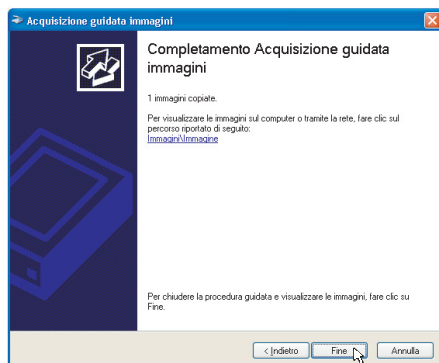 Acquisizione guidata immagini
Completamento Acquisizione guidata
immagini
1 immagini copiate.
Per visualizzare le immagini sul computer o tramite la rete, fare clic sul
percorso riportato di seguito:
Immagini\Immagine
Per chiudere la procedura guidata e visualizzare le immagini, fare clic su
Fine.
< Indietro Fine Annulla